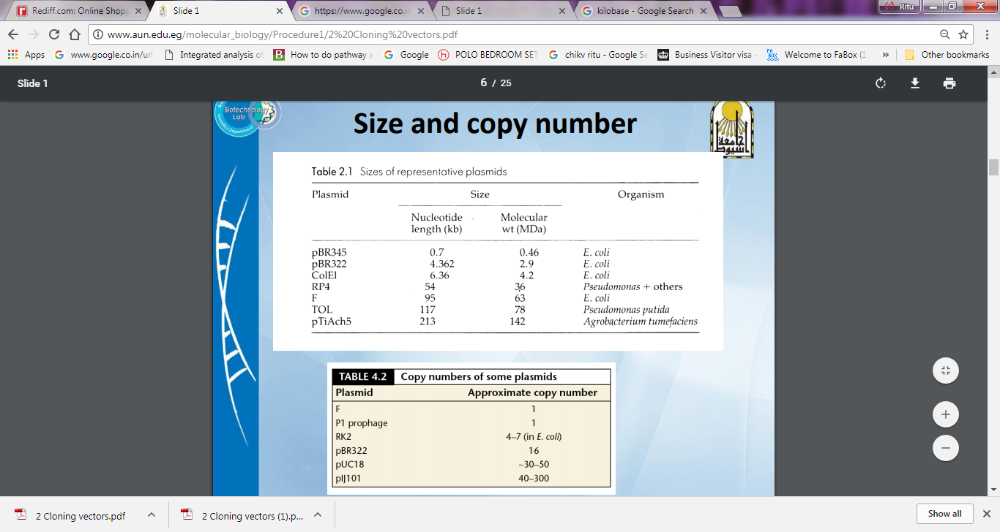 Rediff.com: Online Shopp
Slide 1
https://www.google.co.in
Slide 1
kilobase - Google Search
Ritu
www.aun.edu.eg/molecular_biology/Procedure1/2%20Cloning%20vectors.pdf
Apps
www.google.co.in/url
Integrated analysis of
How to do pathway a
Google
POLO BEDROOM SET
chikv ritu - Google Se
Business Visitor visa -
Welcome to FaBox (1
»
Other bookmarks
Slide 1
6 / 25
Biotechnology
Lab
Genetics Department
Size and copy number
جامعة
أسيوط
Table 2.1 Sizes of representative plasmids
Plasmid Size Organism
Nucleotide Molecular
length (kb) wt (MDa)
pBR345 0.7 0.46 E. coli
pBR322 4.362 2.9 E. coli
ColEl 6.36 4.2 E. coli
RP4 54 36 Pseudomonas + others
F 95 63 E. coli
TOL 117 78 Pseudomonas putida
pTiAch5 213 142 Agrobacterium tumefaciens
TABLE 4.2 Copy numbers of some plasmids
Plasmid Approximate copy number
F 1
P1 prophage 1
RK2 4–7 (in E. coli)
pBR322 16
pUC18 ~30–50
pIJ101 40–300
2 Cloning vectors.pdf
2 Cloning vectors (1).p...
Show all